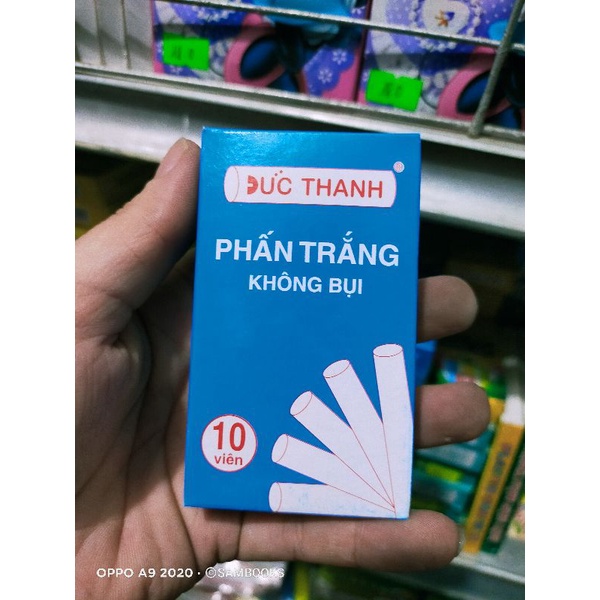 ĐỨC THANH ®
PHẤN TRẮNG
KHÔNG BỤI
10
viên
OPPO A9 2020 · ©SAMBOOKS